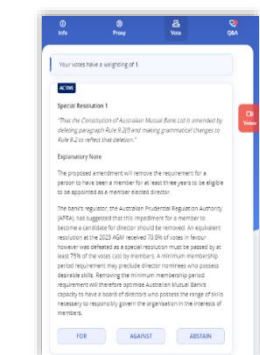 Info
Proxy
Vote
Q&A
Your votes have a weighting of 1
ACTIVE
Video
Special Resolution 1
"That the Constitution of Australian Mutual Bank Ltd is amended by
deleting paragraph Rule 9.2(f) and making grammatical changes to
Rule 9.2 to reflect that deletion."
Explanatory Note
The proposed amendment will remove the requirement for a
person to have been a member for at least three years to be eligible
to be appointed as a member elected director.
The bank's regulator, the Australian Prudential Regulation Authority
(APRA), has suggested that this impediment for a member to
become a candidate for director should be removed. An equivalent
resolution at the 2023 AGM received 70.8% of votes in favour
however was defeated as a special resolution must be passed by at
least 75% of the votes cast by members. A minimum membership
period requirement may preclude director nominees who possess
desirable skills. Removing the minimum membership period
requirement will therefore optimise Australian Mutual Bank's
capacity to have a board of directors who possess the range of skills
necessary to responsibly govern the organisation in the interests of
members.
FOR
AGAINST
ABSTAIN